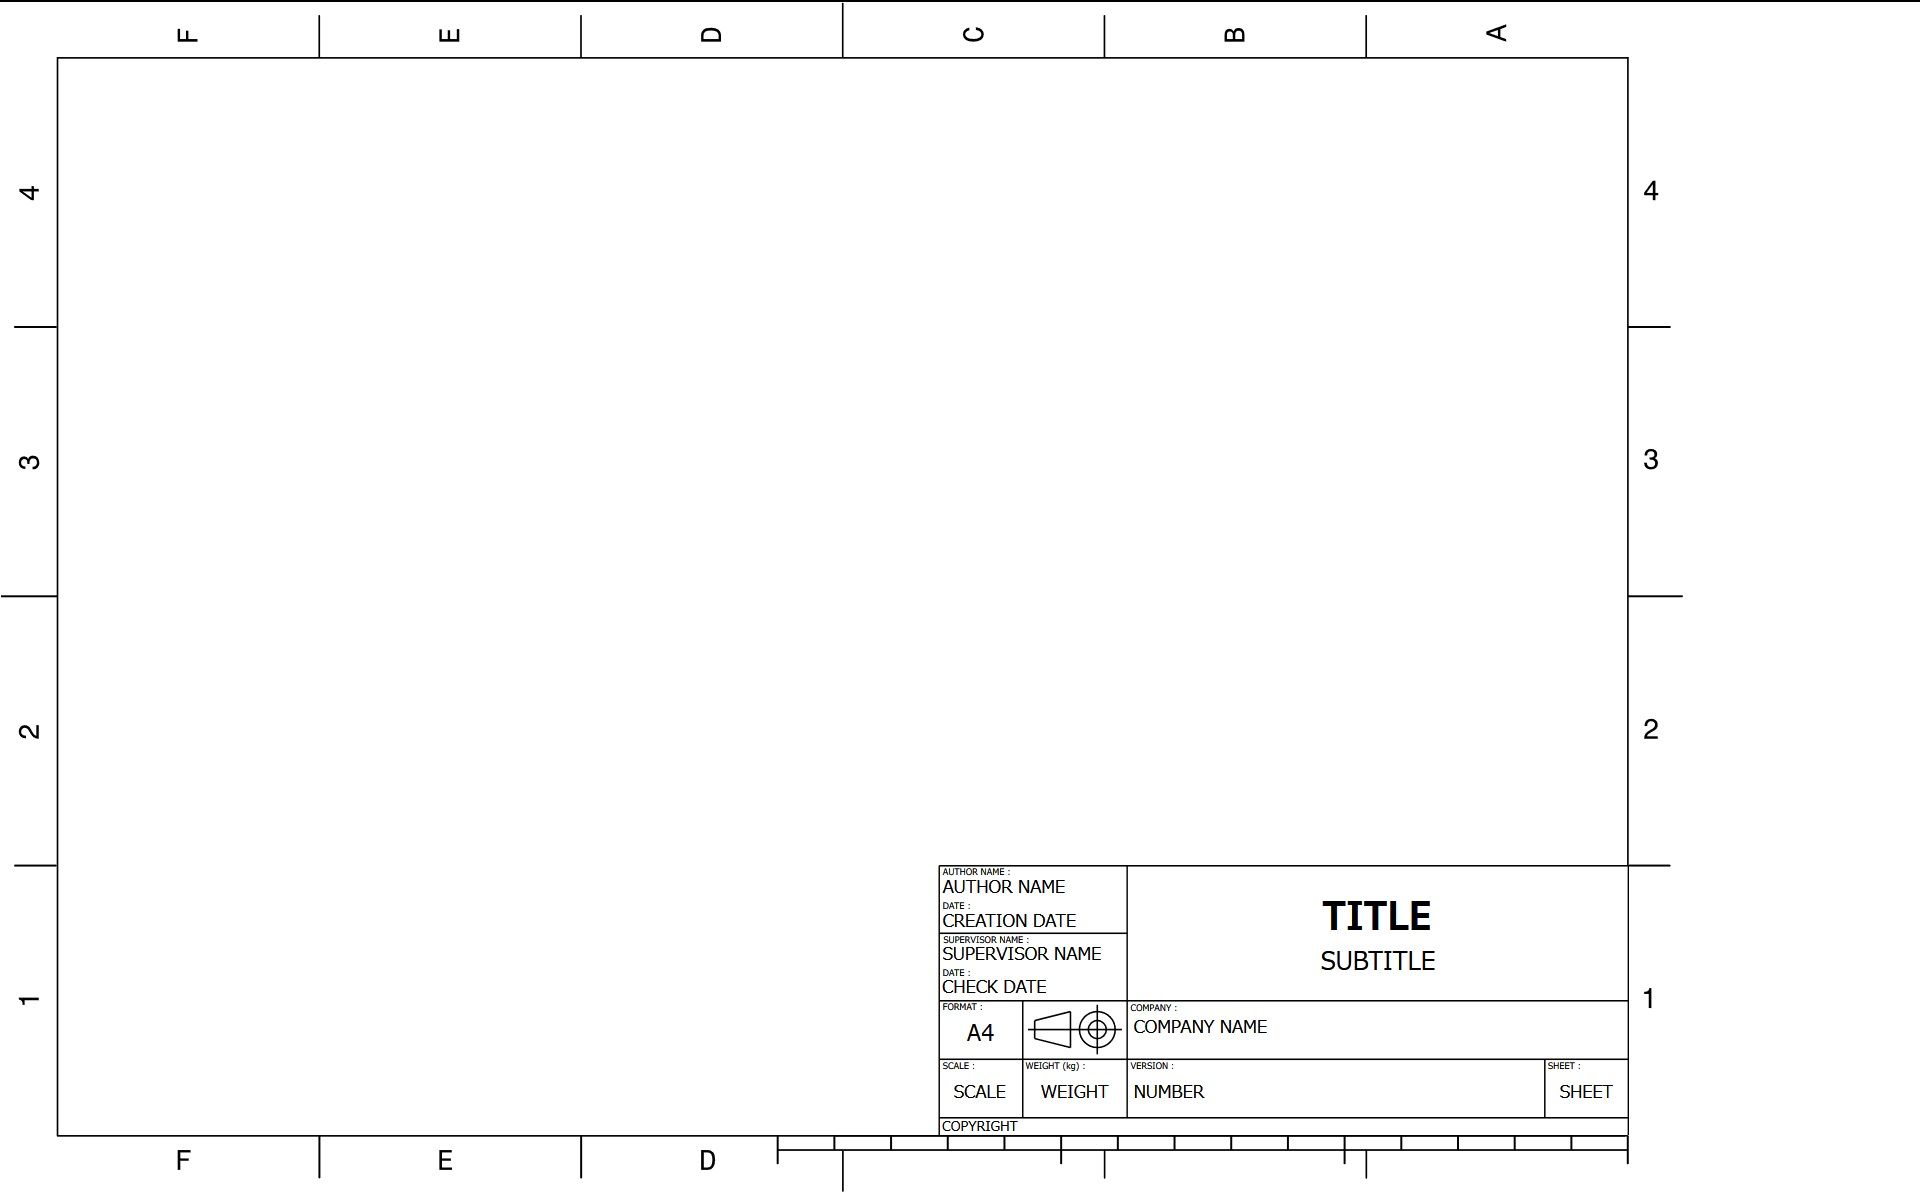 F E D C B A
4 4
3 3
2 2
AUTHOR NAME :
AUTHOR NAME
DATE :
CREATION DATE
TITLE
SUPERVISOR NAME :
SUPERVISOR NAME
SUBTITLE
DATE :
CHECK DATE
1 1
FORMAT :
A4
COMPANY :
COMPANY NAME
SCALE : WEIGHT (kg) : VERSION : SHEET :
SCALE WEIGHT NUMBER SHEET
COPYRIGHT
F E D